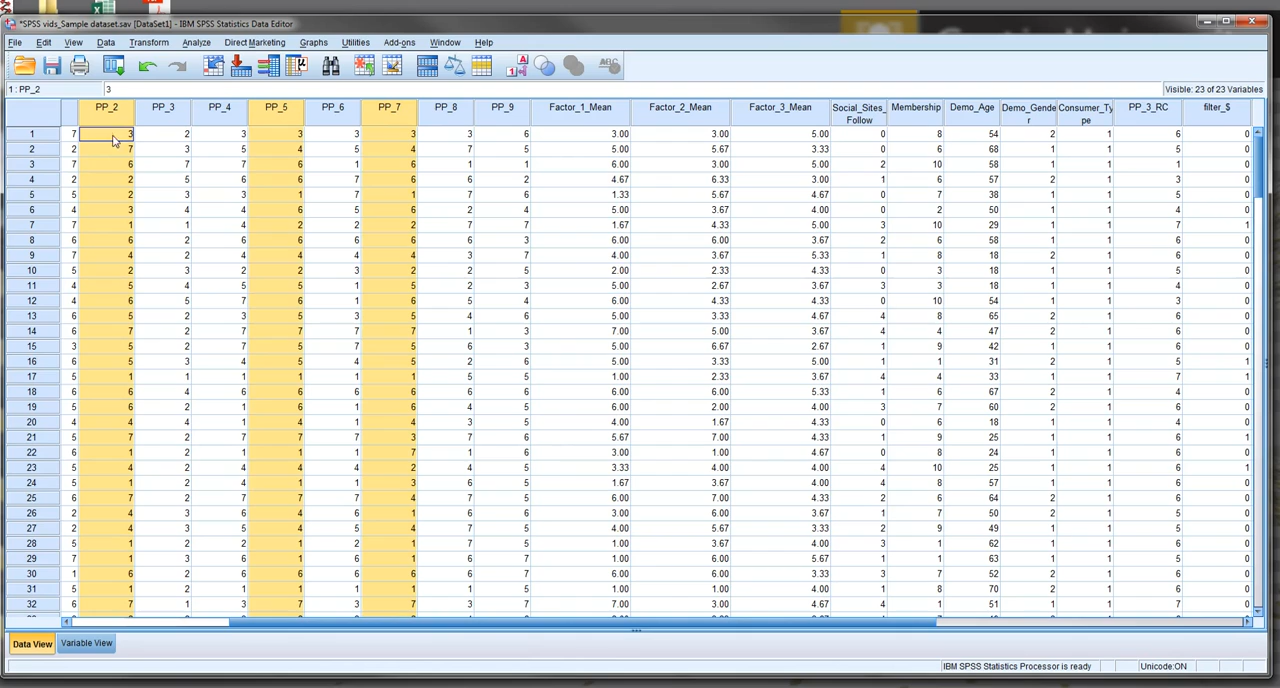 *SPSS vids_Sample dataset.sav [DataSet1] - IBM SPSS Statistics Data Editor
File Edit View Data Transform Analyze Direct Marketing Graphs Utilities Add-ons Window Help
1 : PP_2 3 Visible: 23 of 23 Variables
PP_2 PP_3 PP_4 PP_5 PP_6 PP_7 PP_8 PP_9 Factor_1_Mean Factor_2_Mean Factor_3_Mean Social_Sites_Follow Membership Demo_Age Demo_Gender Consumer_Type PP_3_RC filter_$
1 7 3 2 3 3 3 3 3 6 3.00 3.00 5.00 0 8 54 2 1 6 0
2 2 7 3 5 4 5 4 7 5 5.00 5.67 3.33 0 6 68 1 1 5 0
3 7 6 7 7 6 7 6 1 1 6.00 3.00 5.00 2 10 58 1 1 1 0
4 2 2 5 6 6 7 6 6 2 4.67 6.33 3.00 1 6 57 2 1 3 0
5 5 2 3 3 1 7 1 7 6 1.33 5.67 4.67 0 7 38 1 1 5 0
6 4 3 4 4 6 5 6 2 4 5.00 3.67 4.00 0 2 50 1 1 4 0
7 7 1 1 4 2 2 2 7 7 1.67 4.33 5.00 3 10 29 1 1 7 1
8 6 6 2 6 6 6 6 6 3 6.00 6.00 3.67 2 6 58 1 1 6 0
9 7 4 2 4 4 4 4 3 7 4.00 3.67 5.33 1 8 18 2 1 6 0
10 5 2 3 2 2 3 2 2 5 2.00 2.33 4.33 0 3 18 1 1 5 0
11 4 5 4 3 5 1 5 4 3 5.00 2.67 3.67 4 5 18 1 1 4 0
12 4 6 5 7 6 1 6 5 4 6.00 4.33 4.33 0 10 54 1 1 3 0
13 6 5 2 3 5 3 5 4 6 5.00 3.33 4.67 4 8 65 2 1 6 0
14 6 7 2 7 7 7 7 1 3 7.00 5.00 3.67 4 4 47 2 1 6 0
15 3 5 2 7 5 7 5 6 3 5.00 6.67 2.67 1 9 42 1 1 6 0
16 6 5 3 4 5 4 5 2 6 5.00 3.33 5.00 1 1 31 2 1 5 1
17 5 1 1 1 1 1 1 5 5 1.00 2.33 3.67 4 4 33 1 1 7 1
18 6 6 4 6 6 6 6 6 6 6.00 6.00 5.33 1 6 67 2 1 4 0
19 5 6 2 1 6 1 6 4 5 6.00 2.00 4.00 3 7 60 2 1 6 0
20 4 4 4 1 4 1 4 3 5 4.00 1.67 4.33 0 6 18 1 1 4 0
21 5 7 2 7 7 7 3 7 6 5.67 7.00 4.33 1 9 25 1 1 6 1
22 6 1 2 1 1 1 7 1 6 3.00 1.00 4.67 0 8 24 1 1 6 0
23 5 4 2 4 4 4 2 4 5 3.33 4.00 4.00 4 10 25 1 1 6 1
24 5 1 2 4 1 1 3 6 5 1.67 3.67 4.00 4 8 57 1 1 6 0
25 6 7 2 7 7 7 4 7 5 6.00 7.00 4.33 2 6 64 2 1 6 0
26 2 4 3 6 4 6 1 6 4 3.00 6.00 3.00 1 7 50 2 1 5 0
27 2 4 3 5 4 5 4 7 5 4.00 5.67 3.33 2 9 49 1 1 5 0
28 5 1 2 2 1 2 1 7 5 1.00 3.67 4.00 3 1 62 1 1 6 0
29 7 1 3 6 1 6 1 6 7 1.00 6.00 5.67 1 1 63 1 1 5 0
30 1 6 2 6 6 6 6 6 7 6.00 6.00 3.33 3 7 52 2 1 6 0
31 5 1 2 1 1 1 1 1 5 1.00 1.00 4.00 1 8 70 2 1 6 0
32 6 7 1 3 7 3 7 3 7 7.00 3.00 4.67 4 1 51 1 1 7 0
Data View Variable View
IBM SPSS Statistics Processor is ready Unicode:ON